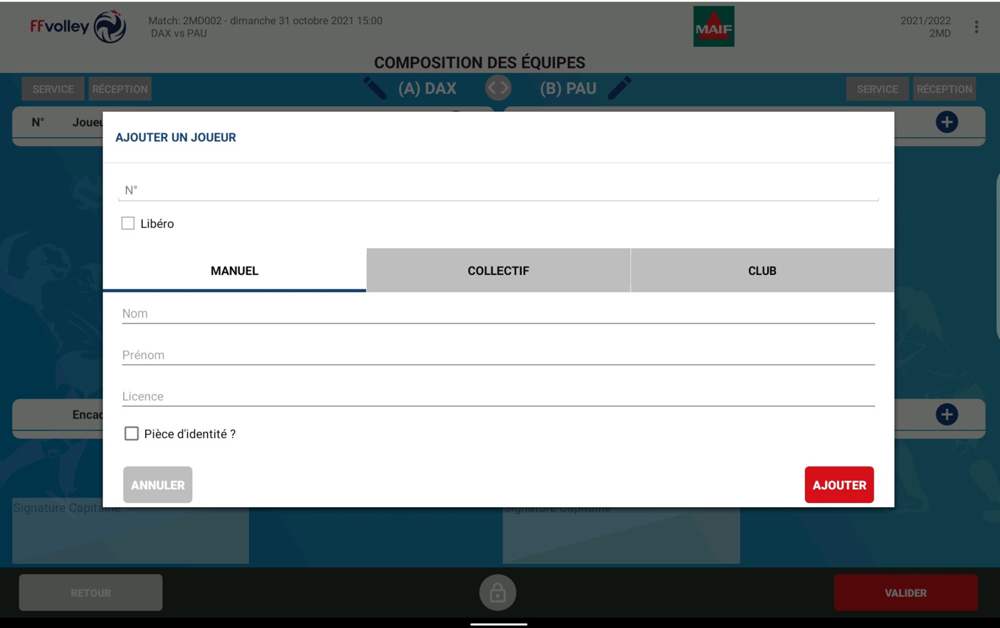 FFvolley
Match: 2MD002 - dimanche 31 octobre 2021 15:00
DAX vs PAU
MAIF
2021/2022
2MD
COMPOSITION DES ÉQUIPES
SERVICE
RÉCEPTION
(A) DAX
(B) PAU
SERVICE
RÉCEPTION
N° Joueu
AJOUTER UN JOUEUR
N°
Libéro
MANUEL
COLLECTIF
CLUB
Nom
Prénom
Licence
Encad
Pièce d'identité ?
ANNULER
AJOUTER
Signature Capitaine
Signature Capitaine
RETOUR
VALIDER